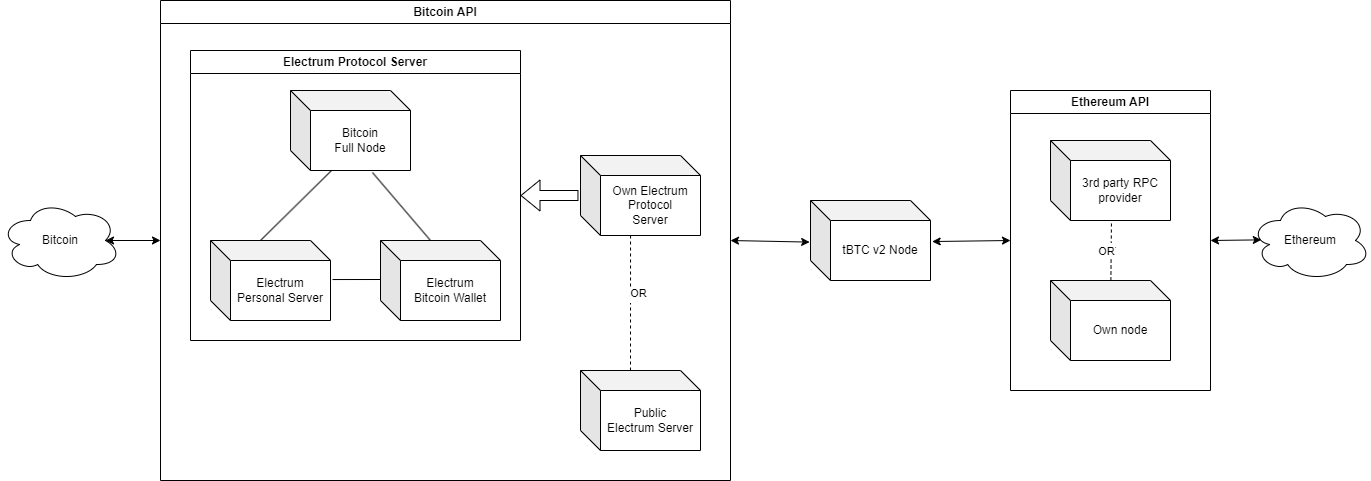 Bitcoin API
Electrum Protocol Server
Bitcoin
Full Node
Electrum
Personal Server
Electrum
Bitcoin Wallet
Own Electrum
Protocol
Server
OR
Public
Electrum Server
Bitcoin
tBTC v2 Node
Ethereum API
3rd party RPC
provider
OR
Own node
Ethereum